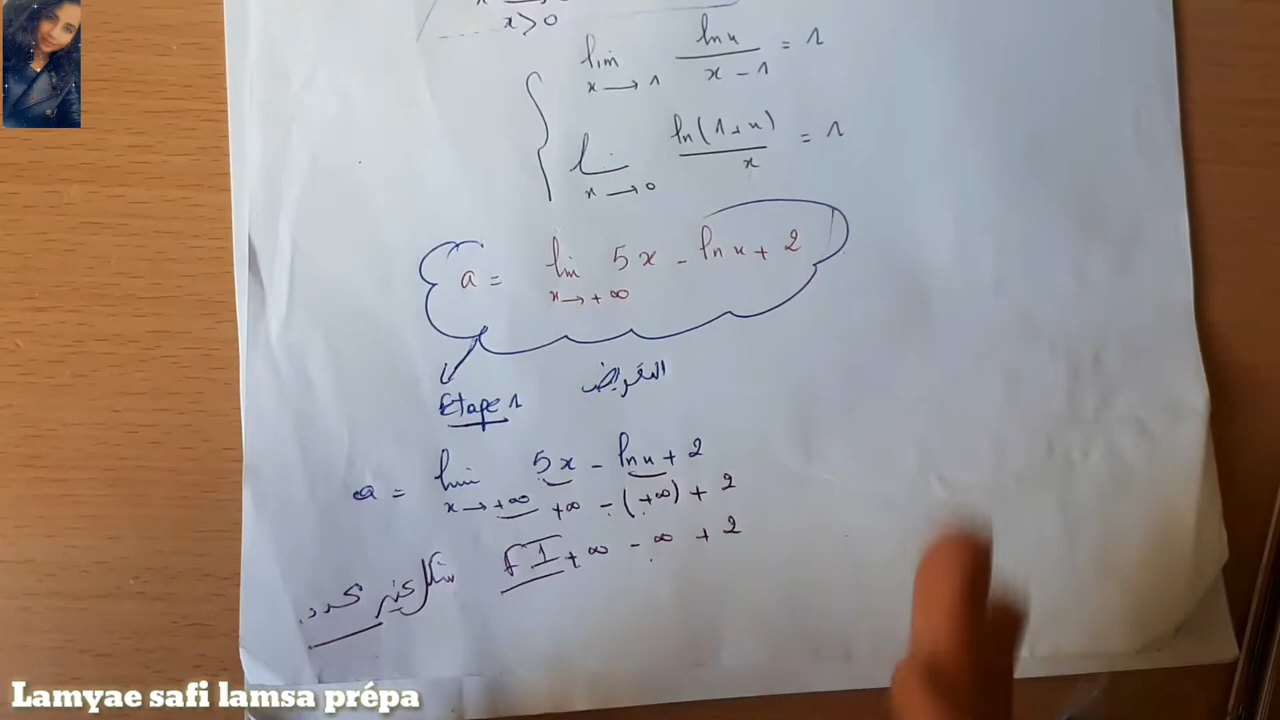 x > 0
lim ln x / x - 1 = 1
x → 1
lim ln(1+x) / x = 1
x → 0
a = lim 5x - ln x + 2
x → +∞
Etape 1 التعويض
a = lim 5x - ln x + 2
x → +∞ +∞ - (+∞) + 2
شكل غير محدد F I +∞ - ∞ + 2
Lamyae safi lamsa prépa